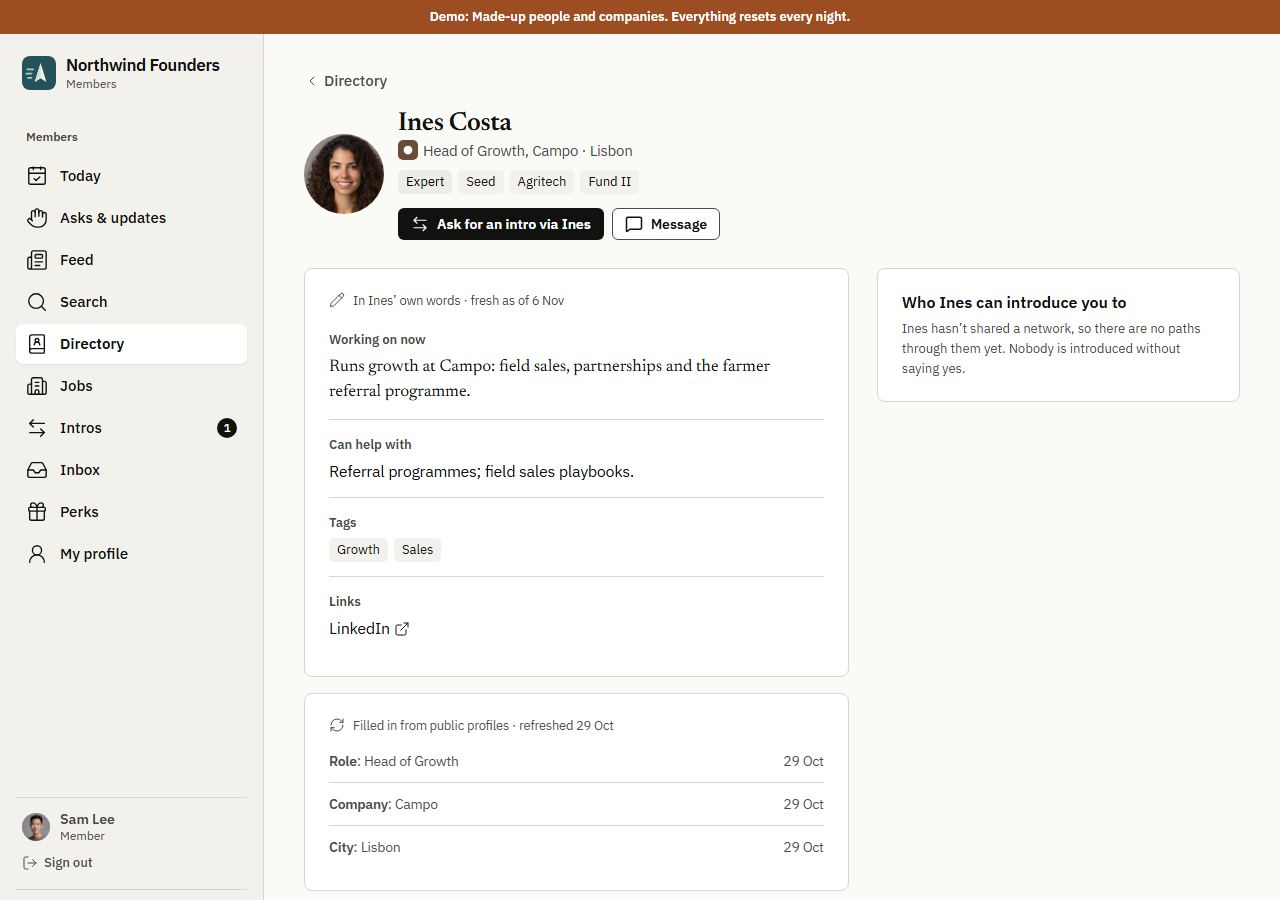 Demo: Made-up people and companies. Everything resets every night.
Northwind Founders
Members
Members
Today
Asks & updates
Feed
Search
Directory
Jobs
Intros
1
Inbox
Perks
My profile
Sam Lee
Member
Sign out
Directory
Ines Costa
Head of Growth, Campo · Lisbon
Expert
Seed
Agritech
Fund II
Ask for an intro via Ines
Message
In Ines’ own words · fresh as of 6 Nov
Working on now
Runs growth at Campo: field sales, partnerships and the farmer
referral programme.
Can help with
Referral programmes; field sales playbooks.
Tags
Growth
Sales
Links
LinkedIn
Filled in from public profiles · refreshed 29 Oct
Role: Head of Growth 29 Oct
Company: Campo 29 Oct
City: Lisbon 29 Oct
Who Ines can introduce you to
Ines hasn’t shared a network, so there are no paths
through them yet. Nobody is introduced without
saying yes.